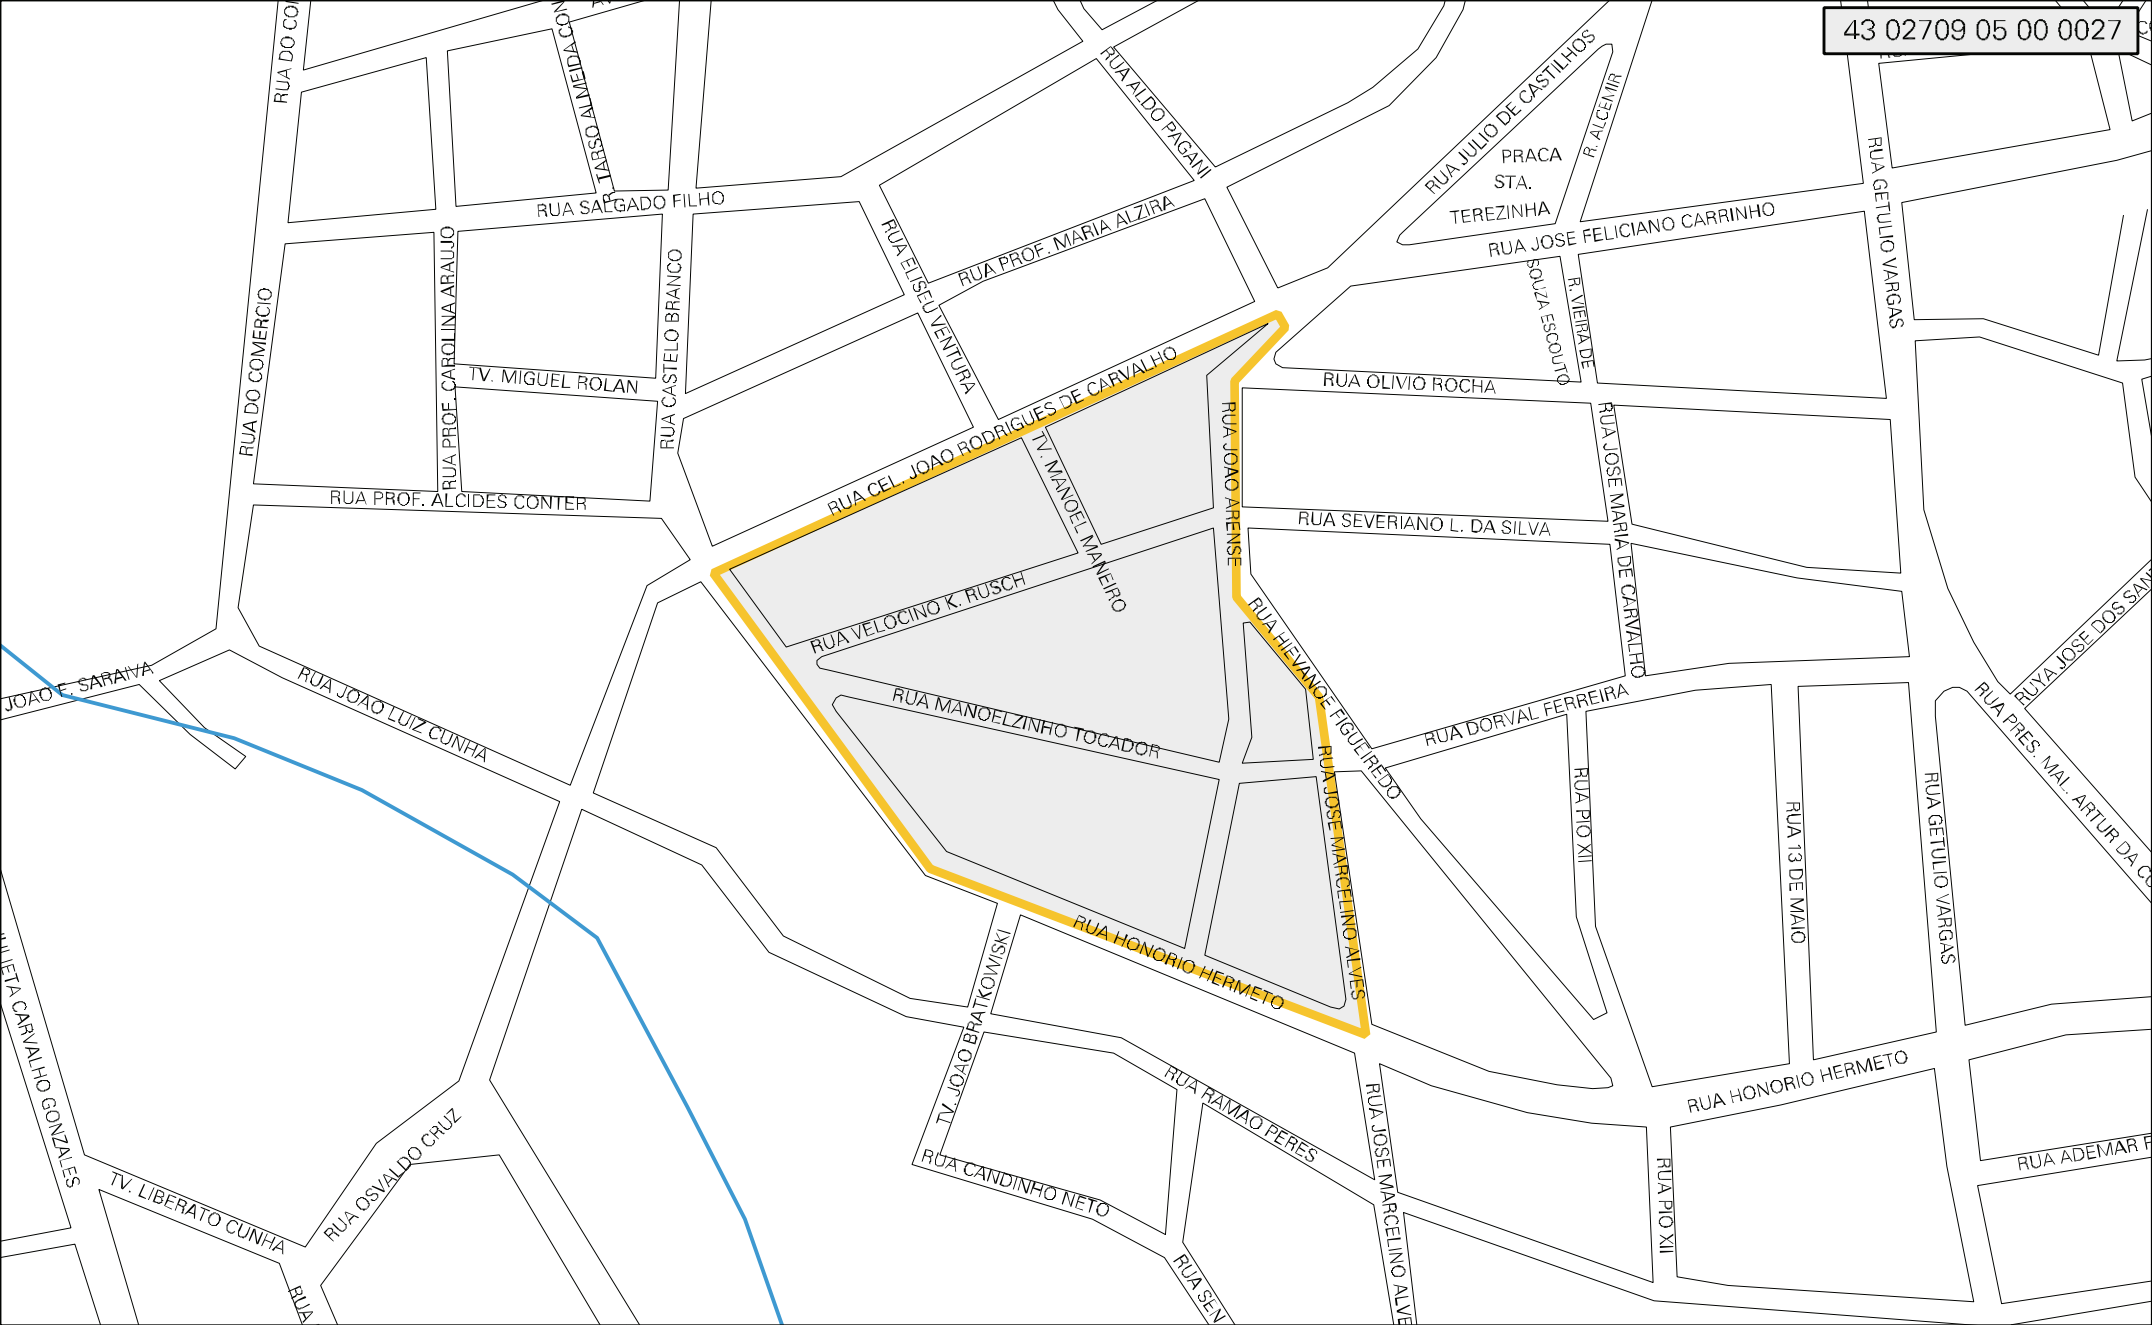 43 02709 05 00 0027
RUA DO CO
R. TARSO ALMEIDA CON
RUA ALDO PAGANI
RUA JULIO DE CASTILHOS
R. ALCEMIR
PRACA
STA.
TEREZINHA
RUA GETULIO VARGAS
RUA SALGADO FILHO
RUA PROF. MARIA ALZIRA
RUA JOSE FELICIANO CARRINHO
RUA ELISEU VENTURA
RUA PROF. CAROLINA ARAUJO
RUA CASTELO BRANCO
RUA DO COMERCIO
R. VIEIRA DE
SOUZA ESCOUTO
TV. MIGUEL ROLAN
RUA OLIVIO ROCHA
RUA CEL. JOAO RODRIGUES DE CARVALHO
RUA JOAO ARENSE
RUA JOSE MARIA DE CARVALHO
TV. MANOEL MANEIRO
RUA PROF. ALCIDES CONTER
RUA SEVERIANO L. DA SILVA
RUA VELOCINO K. RUSCH
RUA HIEVANOE FIGUEIREDO
RUYA JOSE DOS SAN
JOAO F. SARAIVA
RUA JOAO LUIZ CUNHA
RUA MANOELZINHO TOCADOR
RUA DORVAL FERREIRA
RUA PRES. MAL. ARTUR DA CO
RUA JOSE MARCELINO ALVES
RUA PIO XII
RUA 13 DE MAIO
RUA GETULIO VARGAS
RUA HONORIO HERMETO
TV. JOAO BRATKOWISKI
LIETA CARVALHO GONZALES
RUA RAMAO PERES
RUA HONORIO HERMETO
RUA OSVALDO CRUZ
RUA CANDINHO NETO
RUA JOSE MARCELINO ALVE
RUA PIO XII
RUA ADEMAR F
TV. LIBERATO CUNHA
RUA
RUA SEN